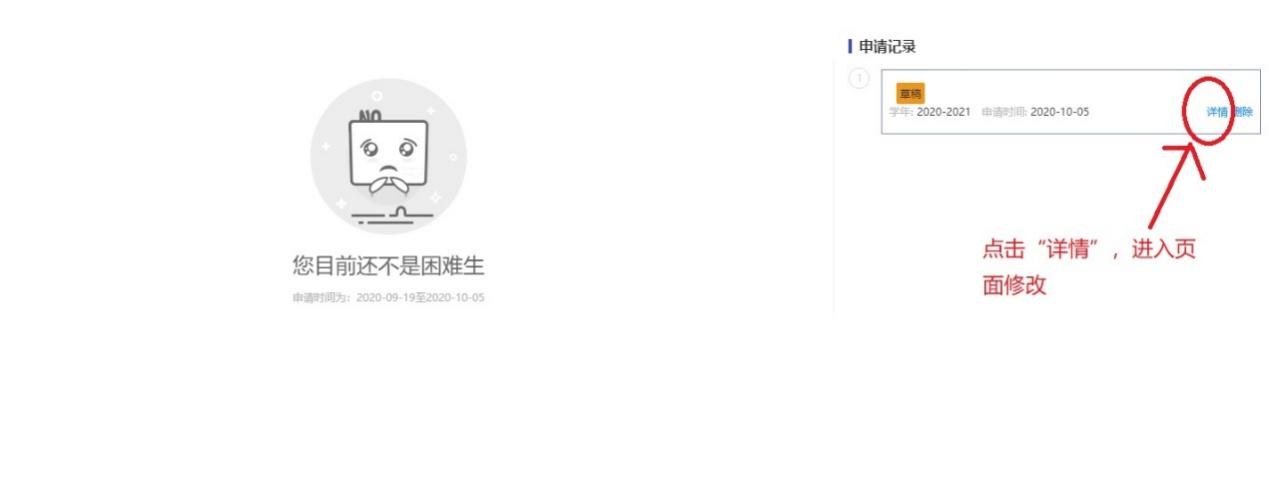 NO
您目前还不是困难生
申请时间为：2020-09-19至2020-10-05
申请记录
1
草稿
学年: 2020-2021 申请时间: 2020-10-05 详情 删除
点击“详情”，进入页
面修改